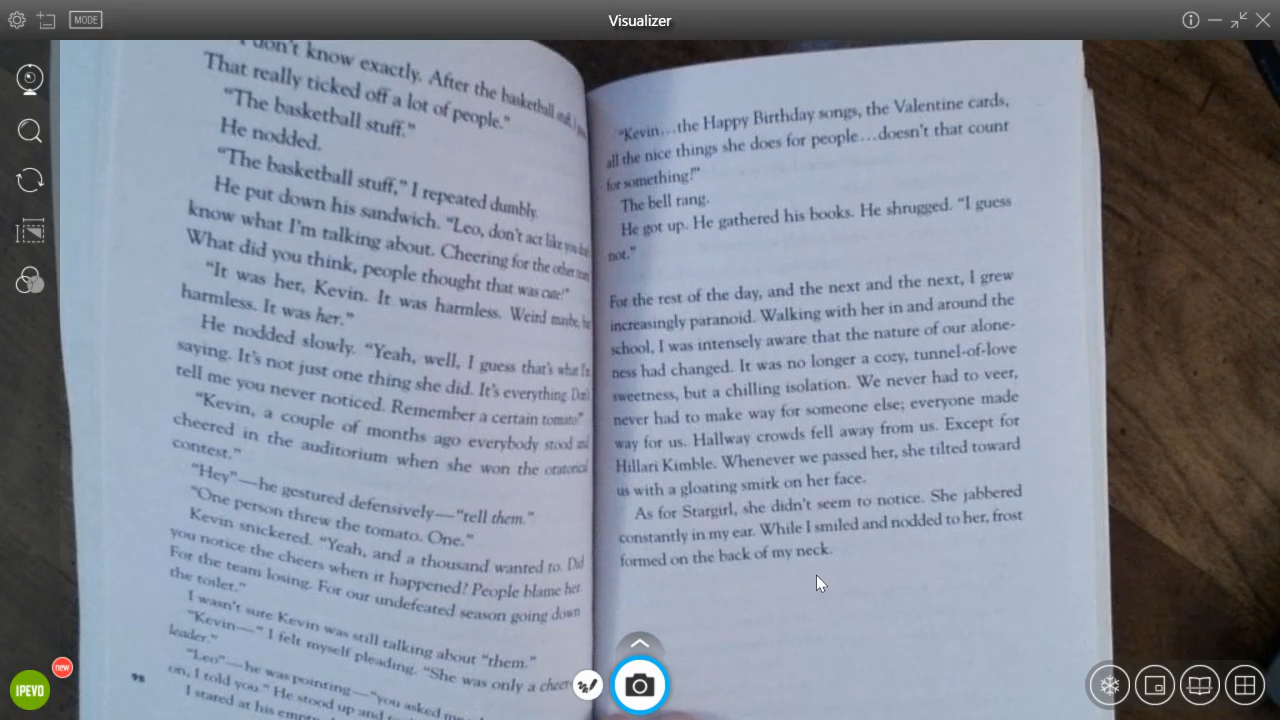 MODE
Visualizer
I don't know exactly. After the basketball
That really ticked off a lot of people."
"The basketball stuff."
He nodded.
"The basketball stuff," I repeated dumbly.
He put down his sandwich. "Leo, don't act like you don't
know what I'm talking about. Cheering for the other team.
What did you think, people thought that was cute?"
"It was her, Kevin. It was harmless. Weird maybe, but
harmless. It was her."
He nodded slowly. "Yeah, well, I guess that's what I'm
saying. It's not just one thing she did. It's everything. Don't
tell me you never noticed. Remember a certain tomato?"
"Kevin, a couple of months ago everybody stood and
cheered in the auditorium when she won the oratorical
contest."
"Hey"—he gestured defensively—"tell them."
"One person threw the tomato. One."
Kevin snickered. "Yeah, and a thousand wanted to. Did
you notice the cheers when it happened? People blame her.
For the team losing. For our undefeated season going down
the toilet."
I wasn't sure Kevin was still talking about "them."
"Kevin—" I felt myself pleading. "She was only a cheer-
leader."
"Leo"—he was pointing—"you asked me
on, I told you." He stood up and
I stared at his empty
98
"Kevin…the Happy Birthday songs, the Valentine cards,
all the nice things she does for people…doesn't that count
for something?"
The bell rang.
He got up. He gathered his books. He shrugged. "I guess
not."
For the rest of the day, and the next and the next, I grew
increasingly paranoid. Walking with her in and around the
school, I was intensely aware that the nature of our alone-
ness had changed. It was no longer a cozy, tunnel-of-love
sweetness, but a chilling isolation. We never had to veer,
never had to make way for someone else; everyone made
way for us. Hallway crowds fell away from us. Except for
Hillari Kimble. Whenever we passed her, she tilted toward
us with a gloating smirk on her face.
As for Stargirl, she didn't seem to notice. She jabbered
constantly in my ear. While I smiled and nodded to her, frost
formed on the back of my neck.
new
IPEVO